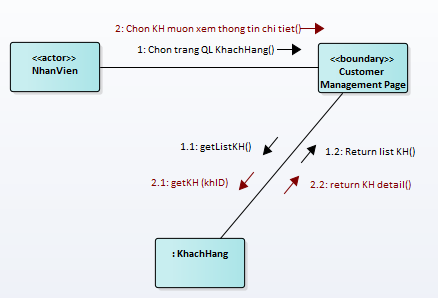 2: Chon KH muon xem thong tin chi tiet()
1: Chon trang QL KhachHang()
<<actor>>
NhanVien
<<boundary>>
Customer
Management Page
1.1: getListKH()
1.2: Return list KH()
2.1: getKH (khID)
2.2: return KH detail()
: KhachHang